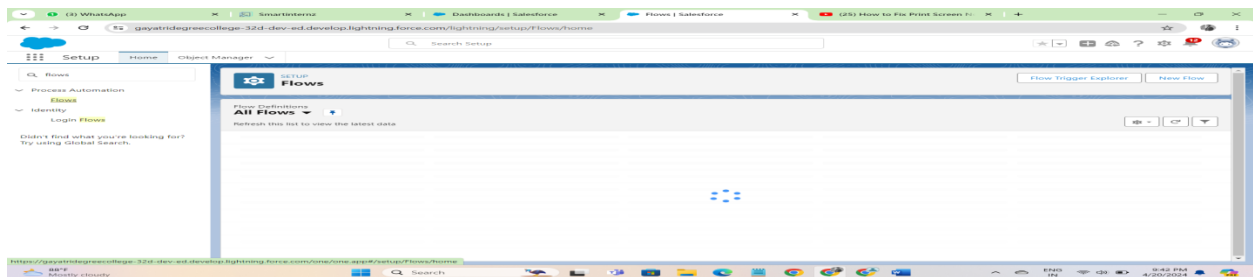 (3) WhatsApp
Smartinternz
Dashboards | Salesforce
Flows | Salesforce
(25) How to Fix Print Screen N
gayatridegreecollege-32d-dev-ed.develop.lightning.force.com/lightning/setup/Flows/home
Search Setup
Setup Home Object Manager
flows
Process Automation
Flows
Identity
Login Flows
Didn't find what you're looking for?
Try using Global Search.
SETUP
Flows
Flow Trigger Explorer
New Flow
Flow Definitions
All Flows
Refresh this list to view the latest data
https://gayatridegreecollege-32d-dev-ed.develop.lightning.force.com/one/one.app#/setup/Flows/home
88°F
Mostly cloudy
Search
ENG
IN
9:42 PM
4/20/2024